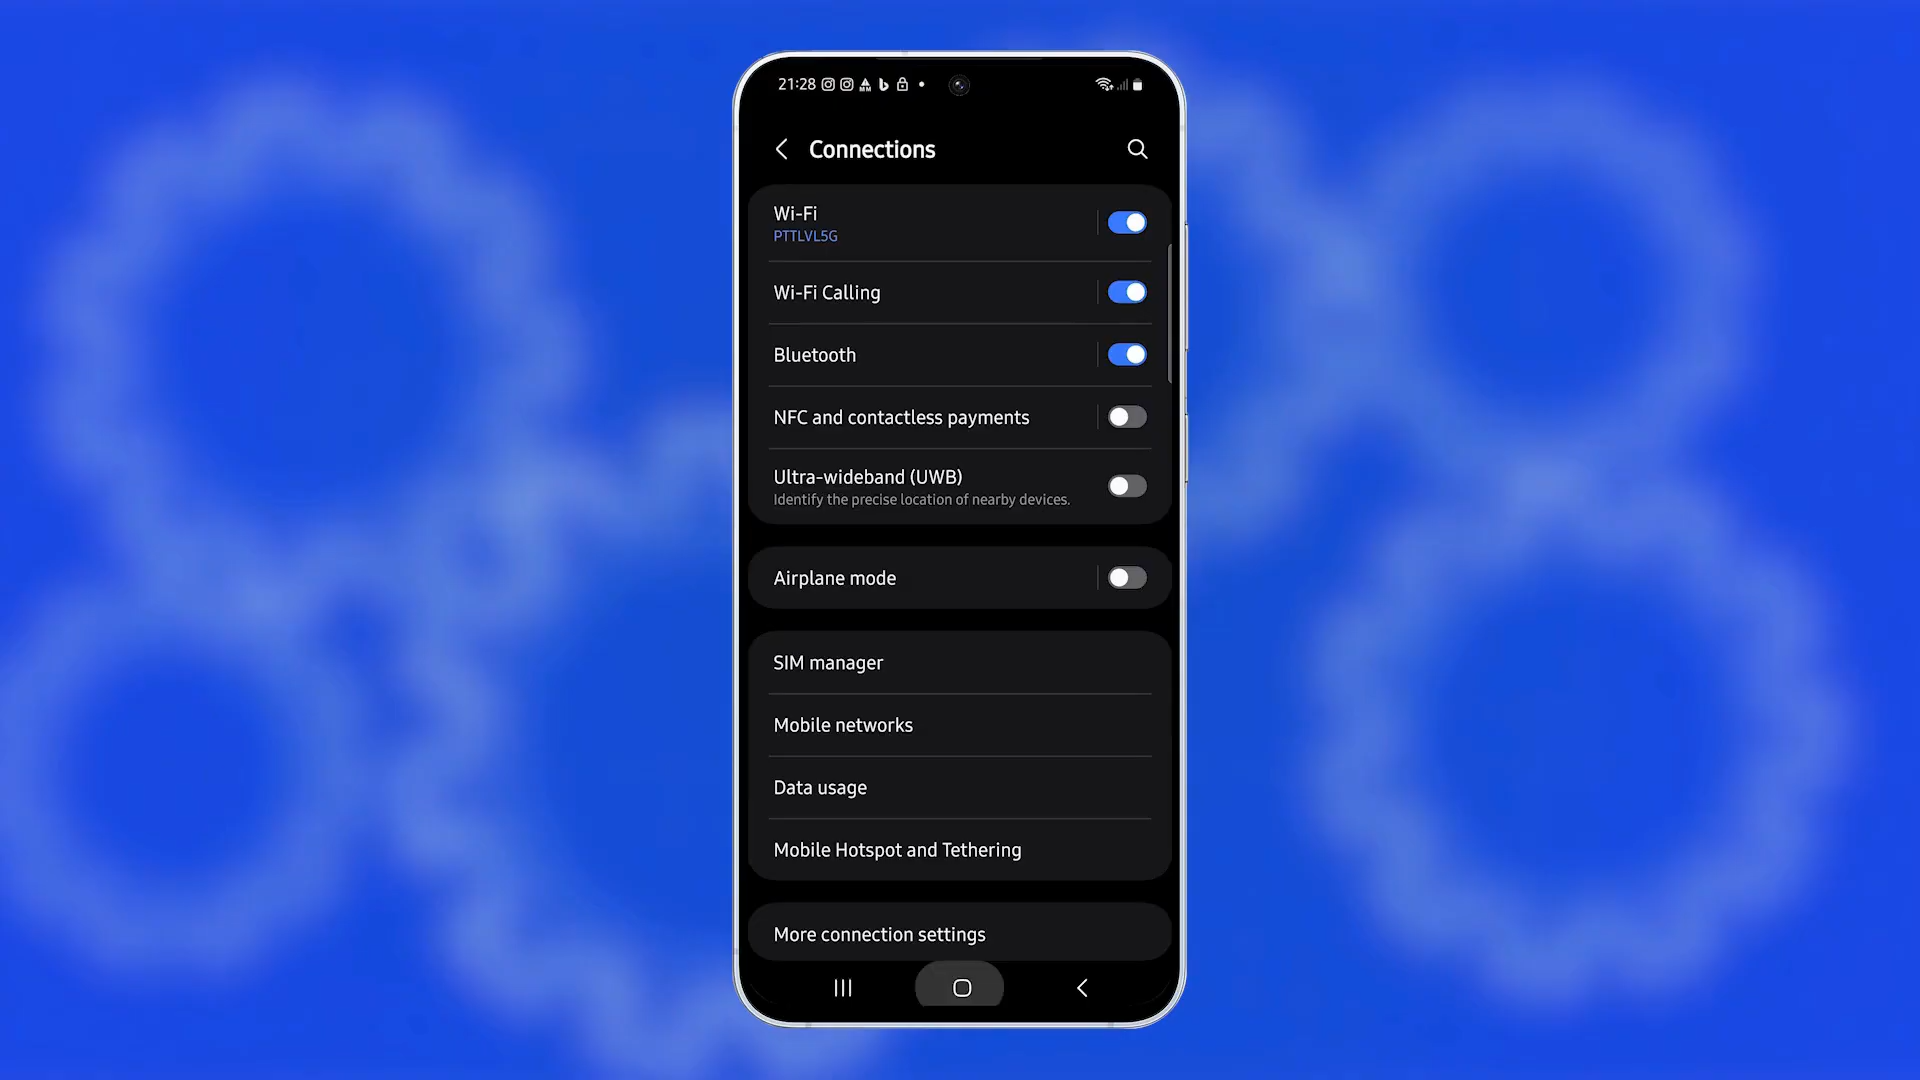 21:28
Connections
Wi-Fi
PTTLVL5G
Wi-Fi Calling
Bluetooth
NFC and contactless payments
Ultra-wideband (UWB)
Identify the precise location of nearby devices.
Airplane mode
SIM manager
Mobile networks
Data usage
Mobile Hotspot and Tethering
More connection settings